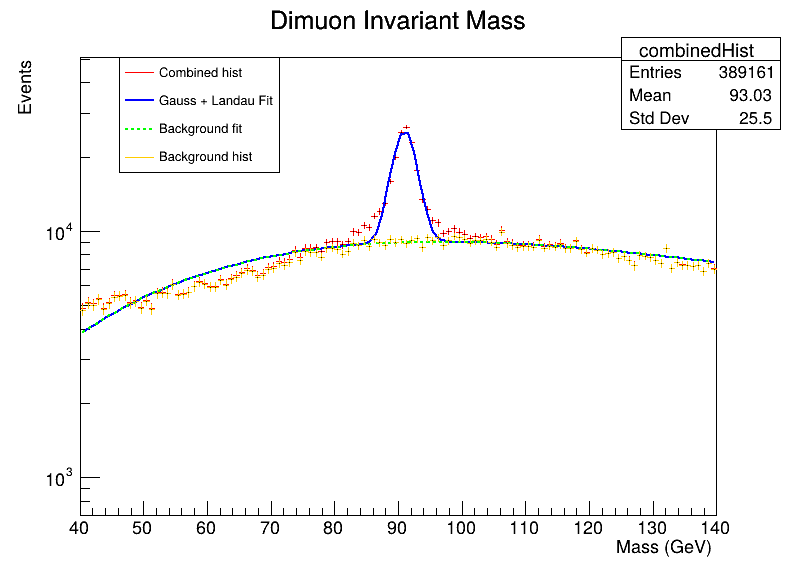 Dimuon Invariant Mass
Events
combinedHist
Entries 389161
Mean 93.03
Std Dev 25.5
Combined hist
Gauss + Landau Fit
Background fit
Background hist
10^4
10^3
40 50 60 70 80 90 100 110 120 130 140
Mass (GeV)